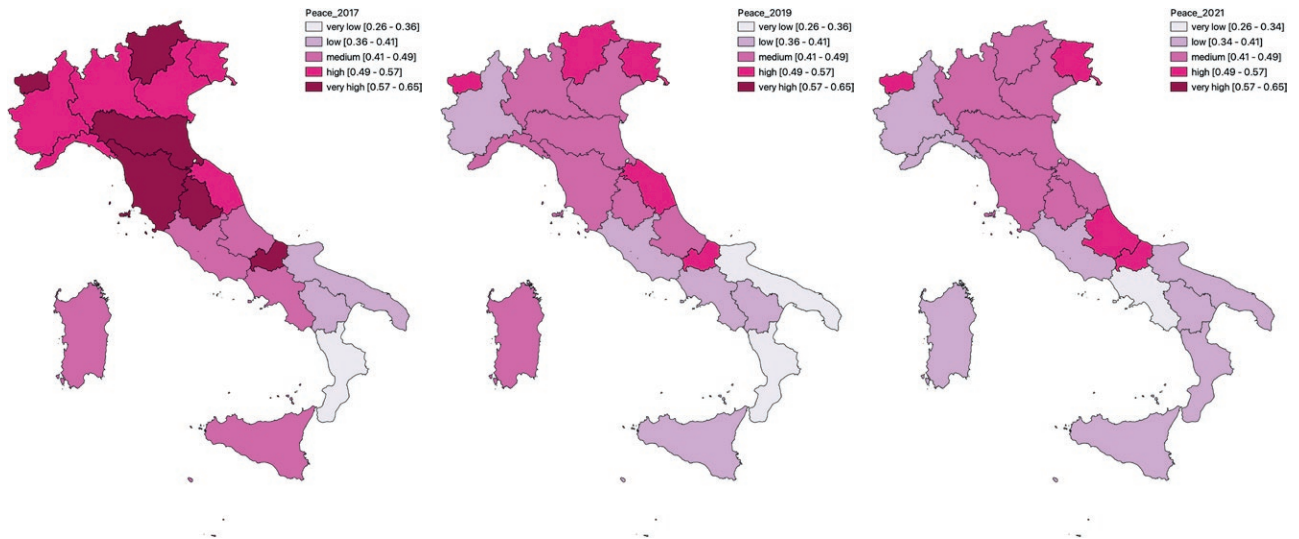 Peace_2017
very low [0.26 - 0.36]
low [0.36 - 0.41]
medium [0.41 - 0.49]
high [0.49 - 0.57]
very high [0.57 - 0.65]
Peace_2019
very low [0.26 - 0.36]
low [0.36 - 0.41]
medium [0.41 - 0.49]
high [0.49 - 0.57]
very high [0.57 - 0.65]
Peace_2021
very low [0.26 - 0.34]
low [0.34 - 0.41]
medium [0.41 - 0.49]
high [0.49 - 0.57]
very high [0.57 - 0.65]